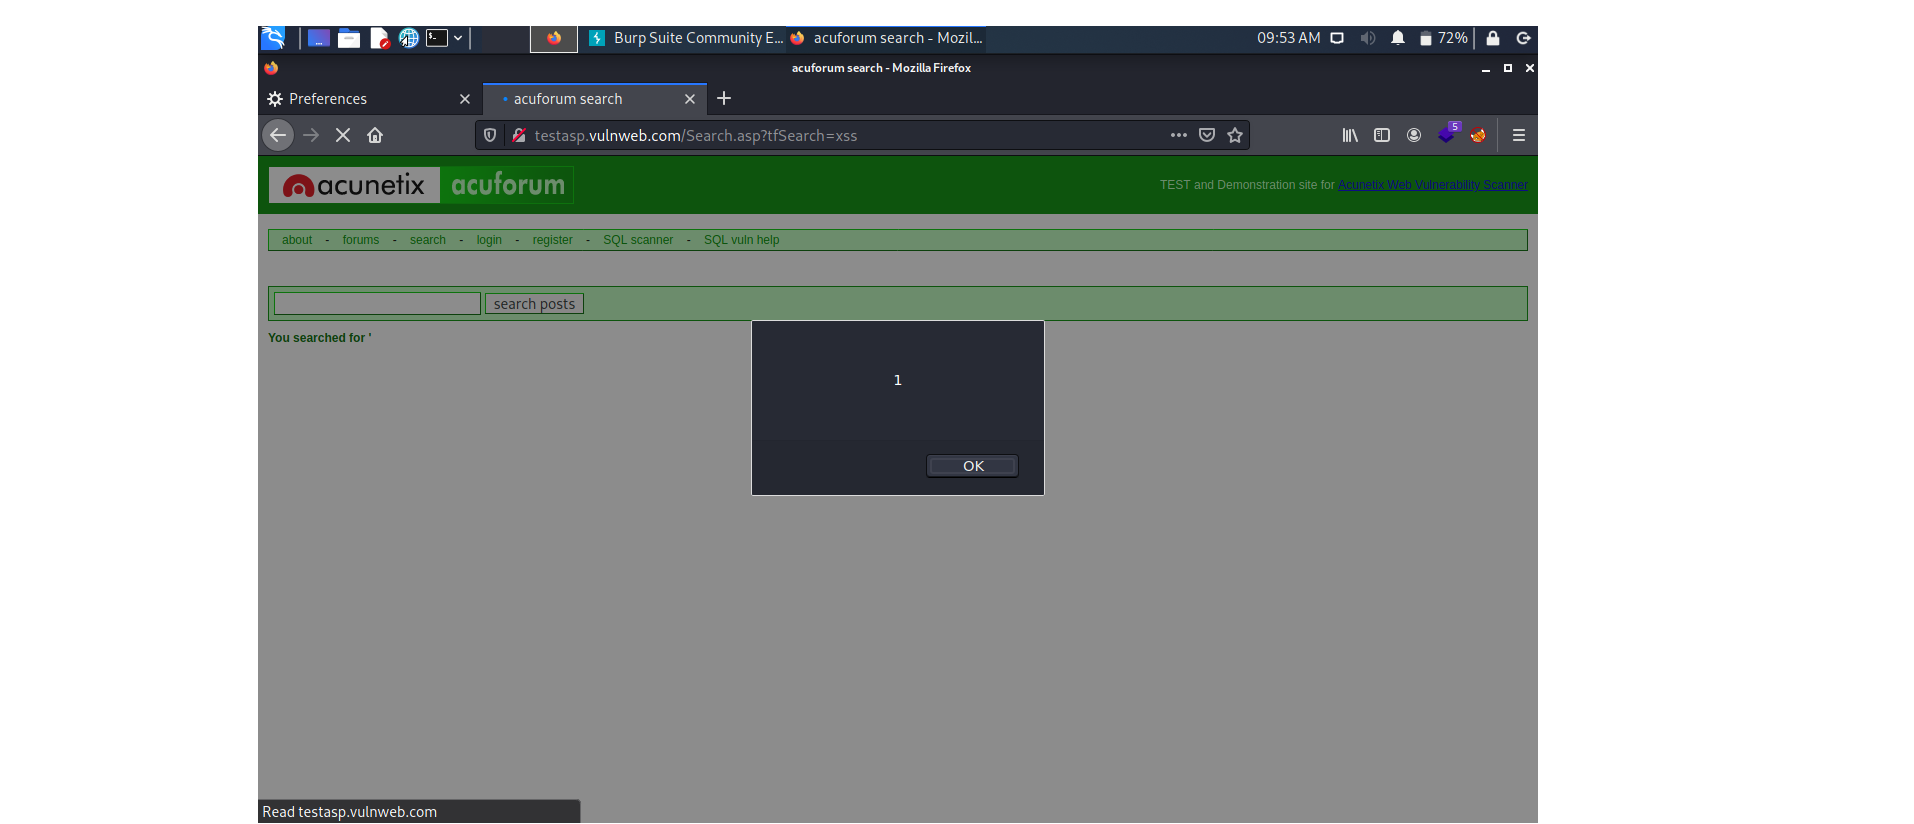 Burp Suite Community E... acuforum search - Mozil... 09:53 AM 72%
acuforum search - Mozilla Firefox
Preferences acuforum search
testasp.vulnweb.com/Search.asp?tfSearch=xss 5
acunetix acuforum TEST and Demonstration site for Acunetix Web Vulnerability Scanner
about - forums - search - login - register - SQL scanner - SQL vuln help
search posts
You searched for '
1
OK
Read testasp.vulnweb.com